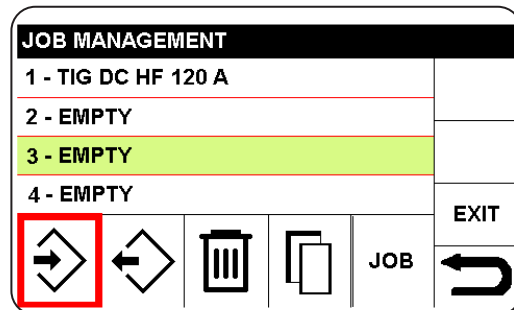 JOB MANAGEMENT
1 - TIG DC HF 120 A
2 - EMPTY
3 - EMPTY
4 - EMPTY
EXIT
JOB